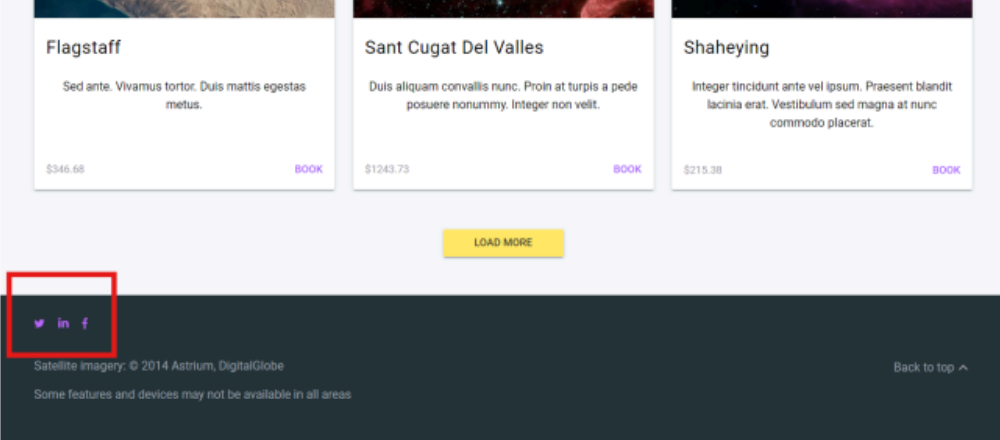 Flagstaff
Sed ante. Vivamus tortor. Duis mattis egestas
metus.
$346.68
BOOK
Sant Cugat Del Valles
Duis aliquam convallis nunc. Proin at turpis a pede
posuere nonummy. Integer non velit.
$1243.73
BOOK
Shaheying
Integer tincidunt ante vel ipsum. Praesent blandit
lacinia erat. Vestibulum sed magna at nunc
commodo placerat.
$215.38
BOOK
LOAD MORE
Satellite imagery: © 2014 Astrium, DigitalGlobe
Back to top
Some features and devices may not be available in all areas